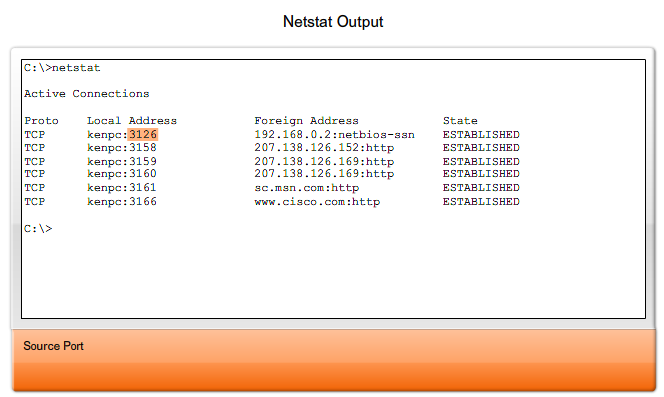 Netstat Output
C:\>netstat
Active Connections
Proto Local Address Foreign Address State
TCP kenpc:3126 192.168.0.2:netbios-ssn ESTABLISHED
TCP kenpc:3158 207.138.126.152:http ESTABLISHED
TCP kenpc:3159 207.138.126.169:http ESTABLISHED
TCP kenpc:3160 207.138.126.169:http ESTABLISHED
TCP kenpc:3161 sc.msn.com:http ESTABLISHED
TCP kenpc:3166 www.cisco.com:http ESTABLISHED
C:\>
Source Port